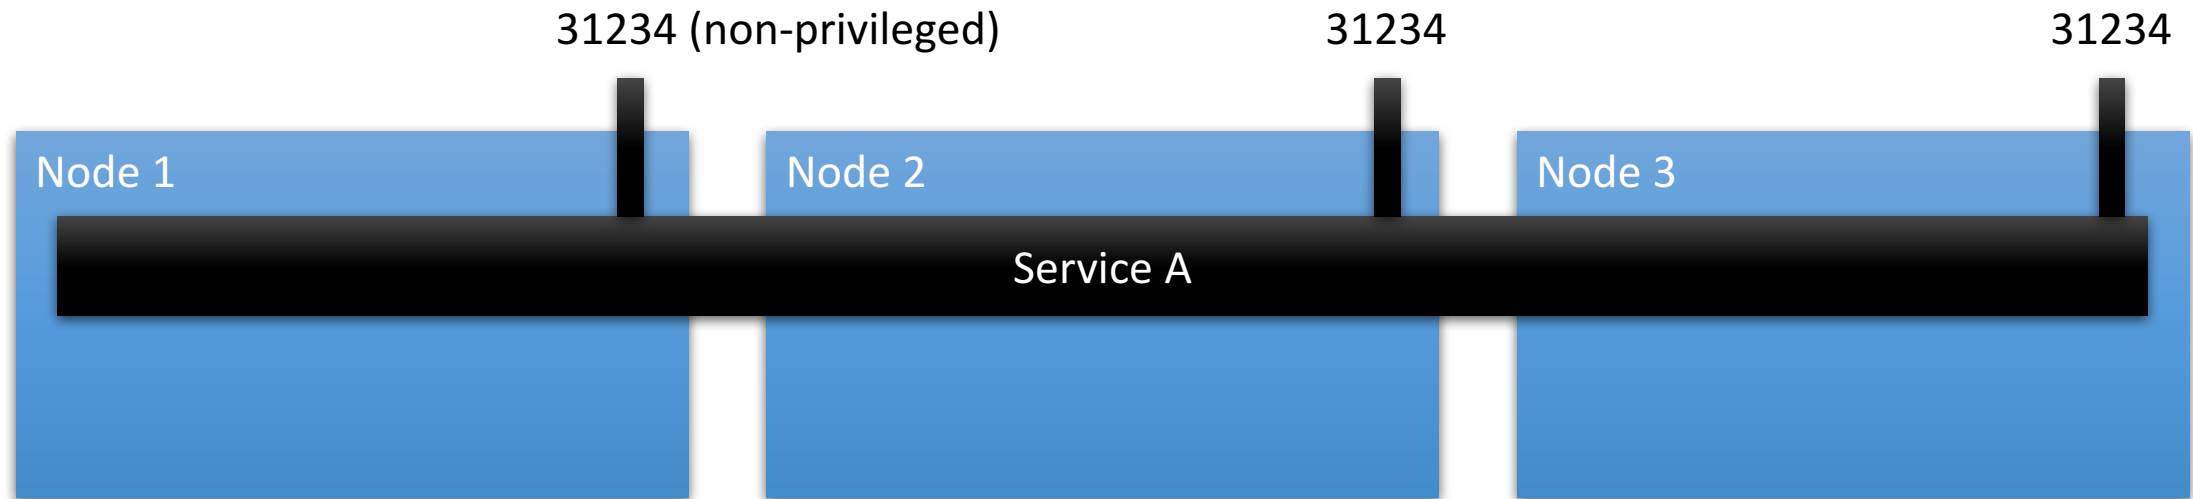 31234 (non-privileged)
31234
31234
Node 1
Node 2
Node 3
Service A